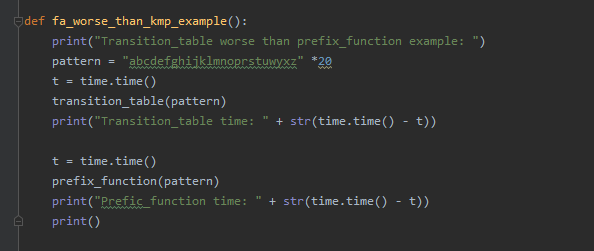 def fa_worse_than_kmp_example():
    print("Transition_table worse than prefix_function example: ")
    pattern = "abcdefghijklmnoprstuwyxz" *20
    t = time.time()
    transition_table(pattern)
    print("Transition_table time: " + str(time.time() - t))
    t = time.time()
    prefix_function(pattern)
    print("Prefic_function time: " + str(time.time() - t))
    print()